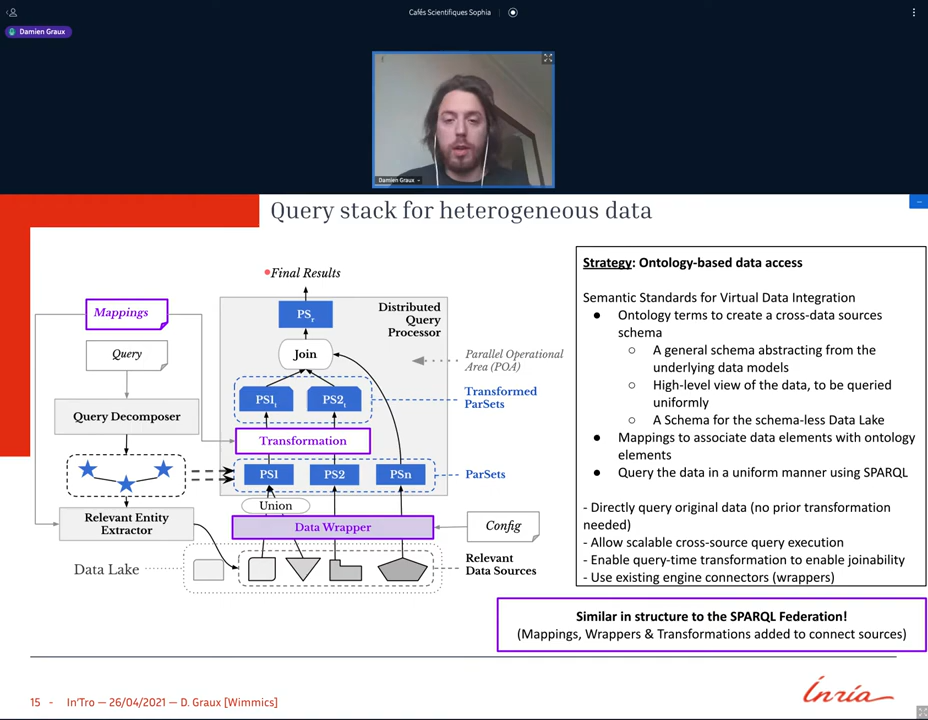 Cafés Scientifiques Sophia
Damien Graux
Damien Graux
Query stack for heterogeneous data
Final Results
Mappings
Query
Query Decomposer
Relevant Entity
Extractor
Data Lake
PSr
Distributed
Query
Processor
Join
Parallel Operational
Area (POA)
PS1t
PS2t
Transformed
ParSets
Transformation
PS1
PS2
PSn
ParSets
Union
Data Wrapper
Config
Relevant
Data Sources
Strategy: Ontology-based data access
Semantic Standards for Virtual Data Integration
● Ontology terms to create a cross-data sources
schema
○ A general schema abstracting from the
underlying data models
○ High-level view of the data, to be queried
uniformly
○ A Schema for the schema-less Data Lake
● Mappings to associate data elements with ontology
elements
● Query the data in a uniform manner using SPARQL
- Directly query original data (no prior transformation
needed)
- Allow scalable cross-source query execution
- Enable query-time transformation to enable joinability
- Use existing engine connectors (wrappers)
Similar in structure to the SPARQL Federation!
(Mappings, Wrappers & Transformations added to connect sources)
15 - In'Tro — 26/04/2021 — D. Graux [Wimmics]
Inria